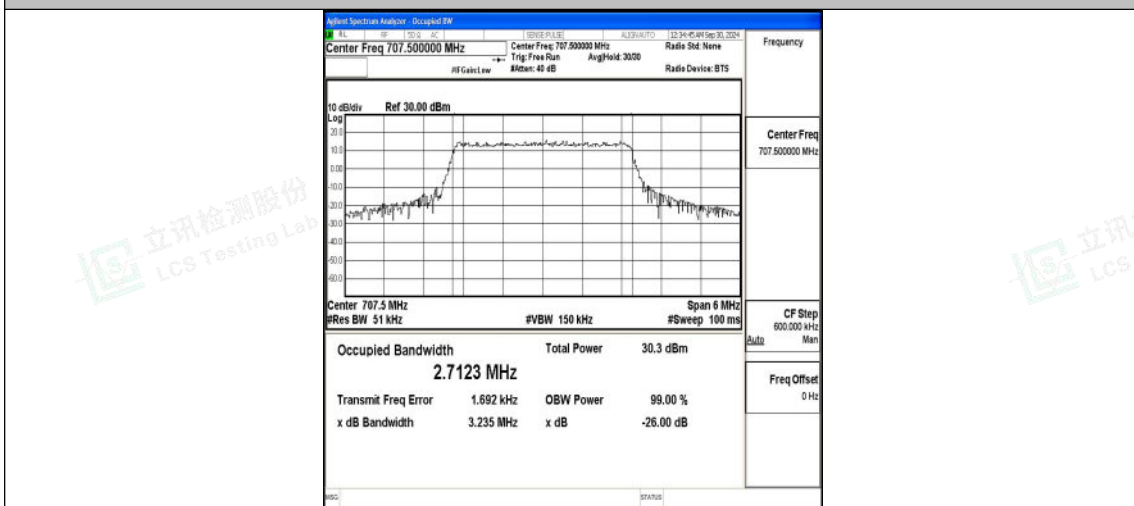 Agilent Spectrum Analyzer - Occupied BW
RL RF 50 Ω AC SENSE:PULSE ALIGNAUTO 12:34:45 AM Sep 30, 2024
Center Freq 707.500000 MHz
Center Freq: 707.500000 MHz
Radio Std: None
Trig: Free Run Avg|Hold: 30/30
#IFGain:Low #Atten: 40 dB Radio Device: BTS
Frequency
10 dB/div Ref 30.00 dBm
Log
20.0
10.0
0.00
-10.0
-20.0
-30.0
-40.0
-50.0
-60.0
Center 707.5 MHz Span 6 MHz
#Res BW 51 kHz #VBW 150 kHz #Sweep 100 ms
Occupied Bandwidth Total Power 30.3 dBm
2.7123 MHz
Transmit Freq Error 1.692 kHz OBW Power 99.00 %
x dB Bandwidth 3.235 MHz x dB -26.00 dB
Center Freq
707.500000 MHz
CF Step
600.000 kHz
Auto Man
Freq Offset
0 Hz
MSG STATUS
立讯检测股份
LCS Testing Lab
立讯
LCS